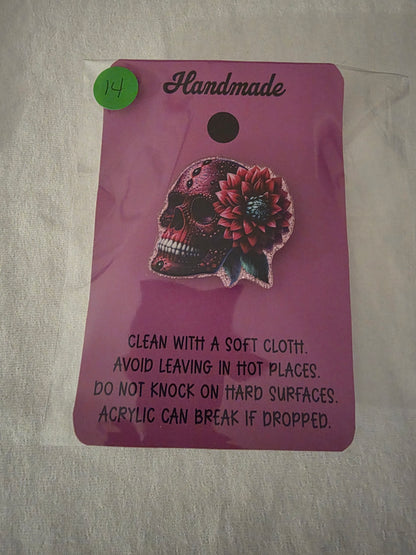 14
Handmade
CLEAN WITH A SOFT CLOTH.
AVOID LEAVING IN HOT PLACES.
DO NOT KNOCK ON HARD SURFACES.
ACRYLIC CAN BREAK IF DROPPED.